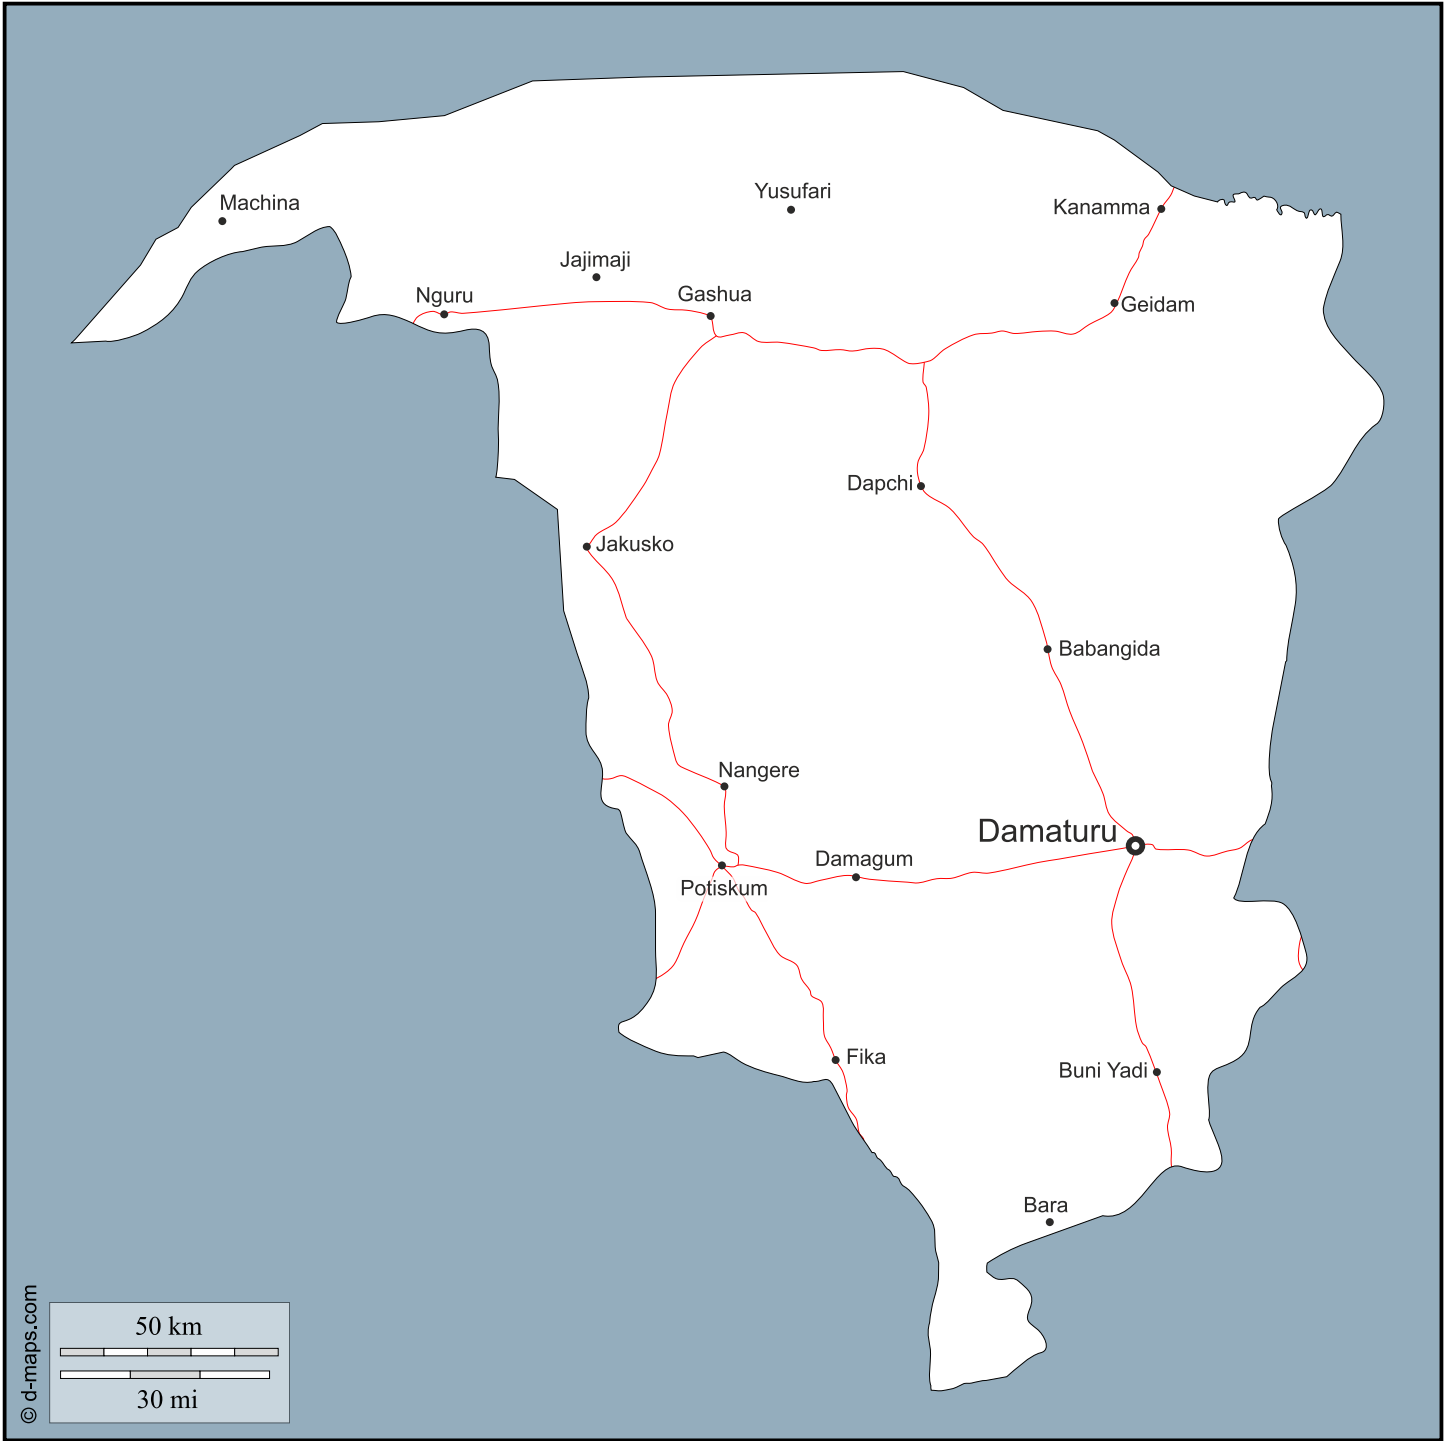 Yusufari
Machina
Kanamma
Jajimaji
Nguru
Gashua
Geidam
Dapchi
Jakusko
Babangida
Nangere
Damaturu
Damagum
Potiskum
Fika
Buni Yadi
Bara
50 km
30 mi
© d-maps.com